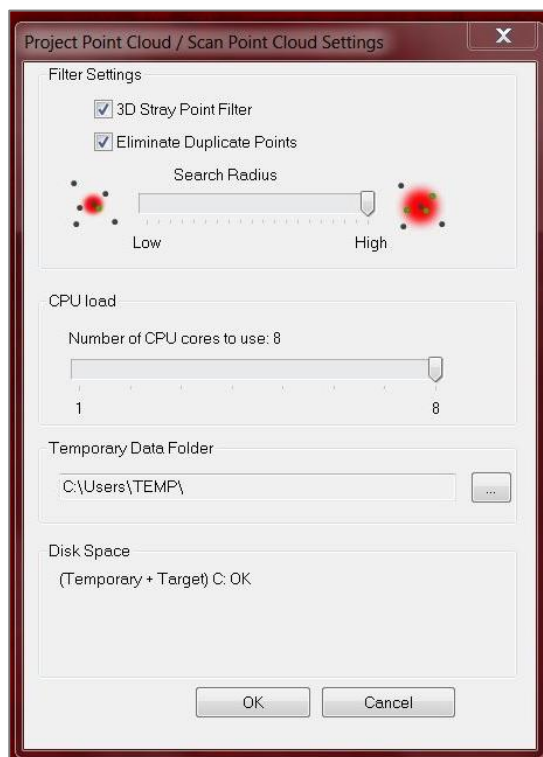 Project Point Cloud / Scan Point Cloud Settings
X
Filter Settings
3D Stray Point Filter
Eliminate Duplicate Points
Search Radius
Low High
CPU load
Number of CPU cores to use: 8
1 8
Temporary Data Folder
C:\Users\TEMP\
...
Disk Space
(Temporary + Target) C: OK
OK Cancel